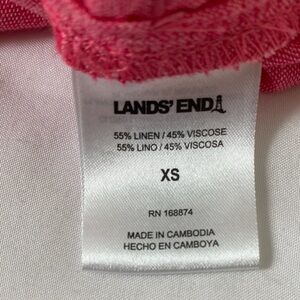 LANDS' END
55% LINEN / 45% VISCOSE
55% LINO / 45% VISCOSA
XS
RN 168874
MADE IN CAMBODIA
HECHO EN CAMBOYA